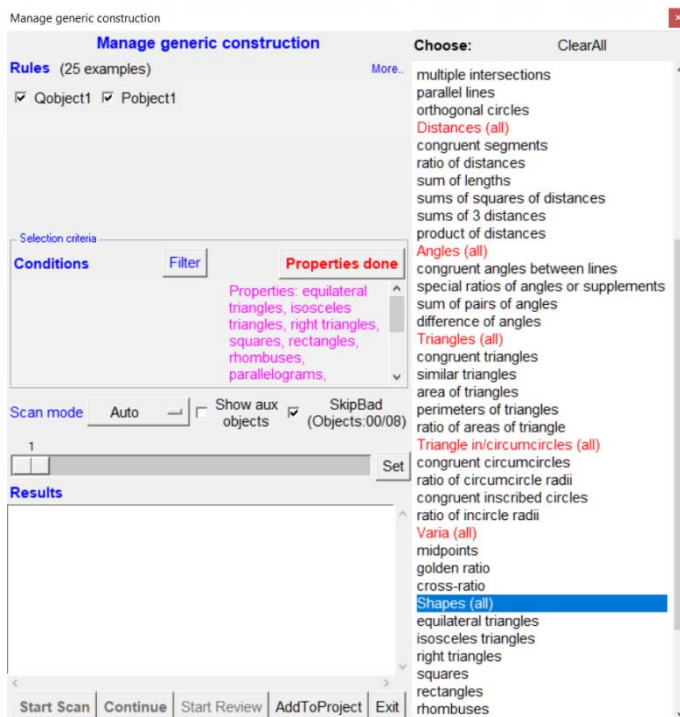 Manage generic construction
Manage generic construction
Rules (25 examples)
More..
Qobject1 Pobject1
Selection criteria
Conditions
Filter
Properties done
Properties: equilateral
triangles, isosceles
triangles, right triangles,
squares, rectangles,
rhombuses,
parallelograms,
Scan mode
Auto
Show aux
objects
SkipBad
(Objects:00/08)
1
Set
Results
Start Scan
Continue
Start Review
AddToProject
Exit
Choose:
ClearAll
multiple intersections
parallel lines
orthogonal circles
Distances (all)
congruent segments
ratio of distances
sum of lengths
sums of squares of distances
sums of 3 distances
product of distances
Angles (all)
congruent angles between lines
special ratios of angles or supplements
sum of pairs of angles
difference of angles
Triangles (all)
congruent triangles
similar triangles
area of triangles
perimeters of triangles
ratio of areas of triangle
Triangle in/circumcircles (all)
congruent circumcircles
ratio of circumcircle radii
congruent inscribed circles
ratio of incircle radii
Varia (all)
midpoints
golden ratio
cross-ratio
Shapes (all)
equilateral triangles
isosceles triangles
right triangles
squares
rectangles
rhombuses